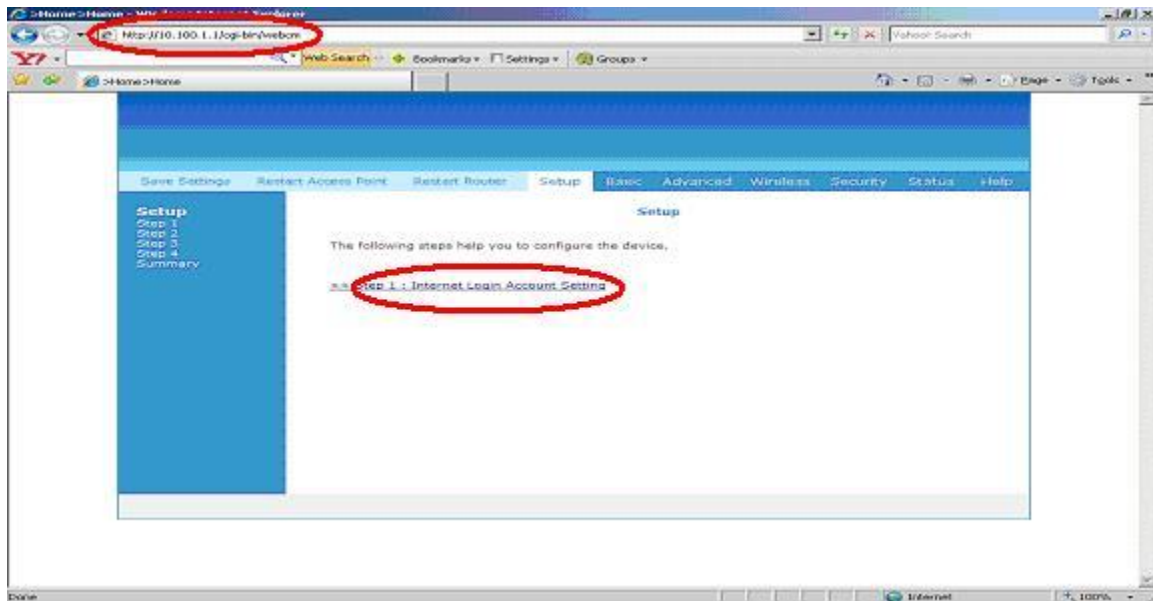 >Home>Home - Windows Internet Explorer
http://10.100.1.1/cgi-bin/webcm
Yahoo! Search
Y!
Web Search
Bookmarks
Settings
Groups
>Home>Home
Page
Tools
Save Settings Restart Access Point Restart Router Setup Basic Advanced Wireless Security Status Help
Setup
Step 1
Step 2
Step 3
Step 4
Summary
Setup
The following steps help you to configure the device.
>> Step 1 : Internet Login Account Setting
Done
Internet
100%